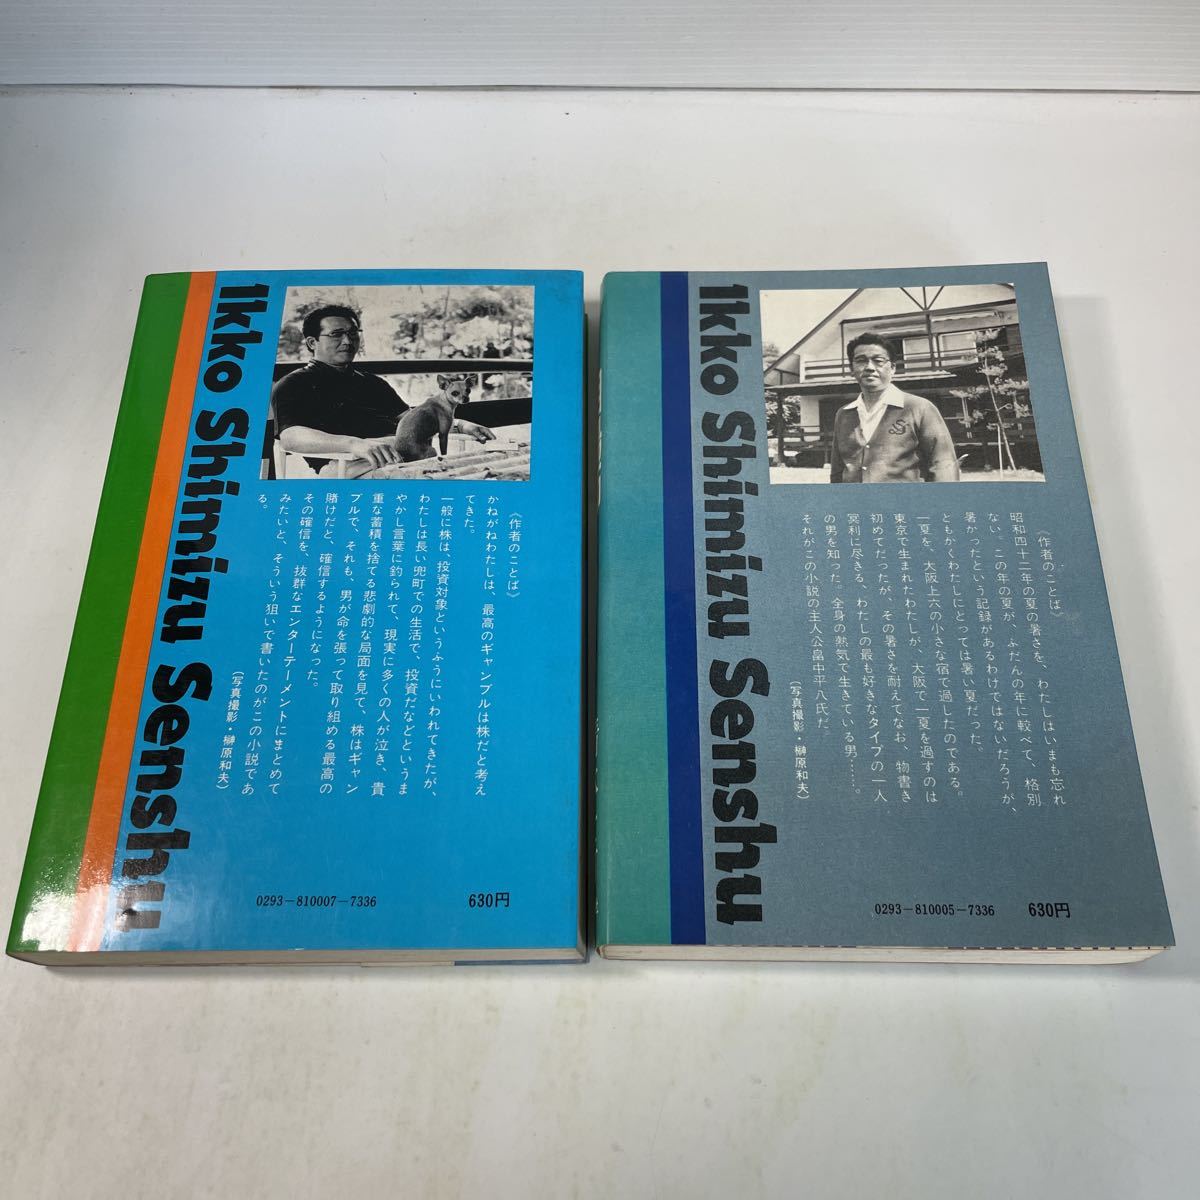 Ikko Shimizu Senshu
《作者のことば》
かねがねわたしは、最高のギャンブルは株だと考え
てきた。
一般に株は、投資対象というふうにいわれてきたが、
わたしは長い兜町での生活で、投資だなどというま
やかし言葉に釣られて、現実に多くの人が泣き、貴
重な蓄積を捨てる悲劇的な局面を見て、株はギャン
ブルで、それも、男が命を張って取り組める最高の
賭けだと、確信するようになった。
その確信を、抜群なエンターテーメントにまとめて
みたいと、そういう狙いで書いたのがこの小説であ
る。
(写真撮影・榊原和夫)
0293-810007-7336
630円
Ikko Shimizu Senshu
《作者のことば》
昭和四十二年の夏の暑さを、わたしはいまも忘れ
ない。この年の夏が、ふだんの年に較べて、格別
暑かったという記録があるわけではないだろうが、
ともかくわたしにとっては暑い夏だった。
一夏を、大阪上六の小さな宿で過したのである。
東京で生まれたわたしが、大阪で一夏を過すのは
初めてだったが、その暑さを耐えてなお、物書き
冥利に尽きる、わたしの最も好きなタイプの一人
の男を知った。全身の熱気で生きている男……。
それがこの小説の主人公畠中平八氏だ。
(写真撮影・榊原和夫)
0293-810005-7336
630円